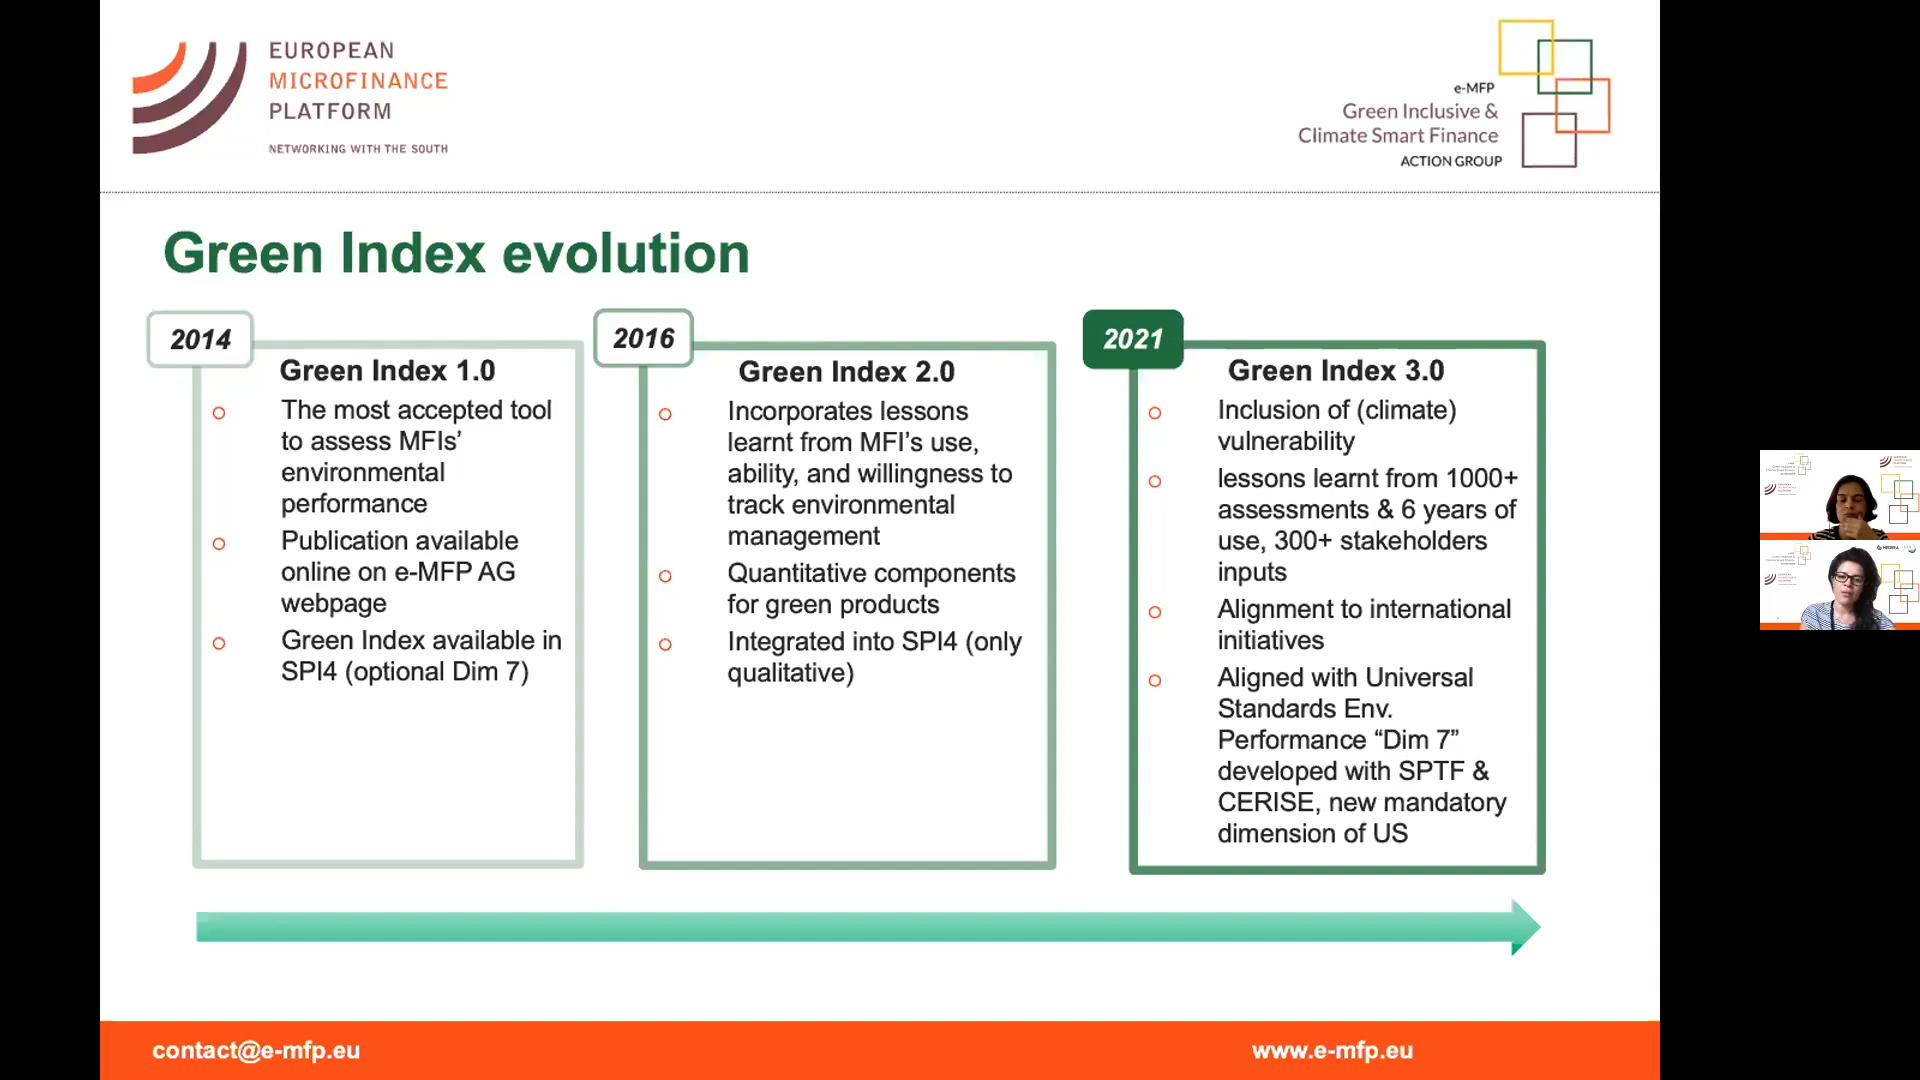 EUROPEAN
MICROFINANCE
PLATFORM
NETWORKING WITH THE SOUTH
e-MFP
Green Inclusive &
Climate Smart Finance
ACTION GROUP
Green Index evolution
2014
Green Index 1.0
The most accepted tool
to assess MFIs’
environmental
performance
Publication available
online on e-MFP AG
webpage
Green Index available in
SPI4 (optional Dim 7)
2016
Green Index 2.0
Incorporates lessons
learnt from MFI’s use,
ability, and willingness to
track environmental
management
Quantitative components
for green products
Integrated into SPI4 (only
qualitative)
2021
Green Index 3.0
Inclusion of (climate)
vulnerability
lessons learnt from 1000+
assessments & 6 years of
use, 300+ stakeholders
inputs
Alignment to international
initiatives
Aligned with Universal
Standards Env.
Performance “Dim 7”
developed with SPTF &
CERISE, new mandatory
dimension of US
contact@e-mfp.eu
www.e-mfp.eu